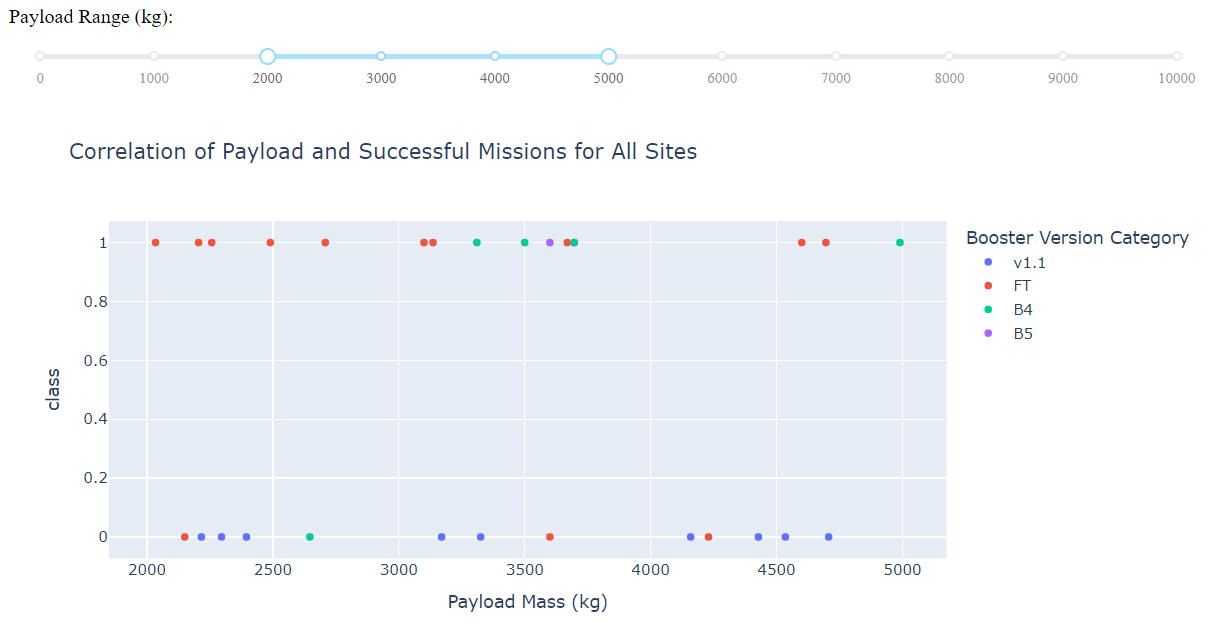 Payload Range (kg):
0 1000 2000 3000 4000 5000 6000 7000 8000 9000 10000
Correlation of Payload and Successful Missions for All Sites
Booster Version Category
v1.1
FT
B4
B5
1
0.8
0.6
0.4
0.2
0
class
2000 2500 3000 3500 4000 4500 5000
Payload Mass (kg)